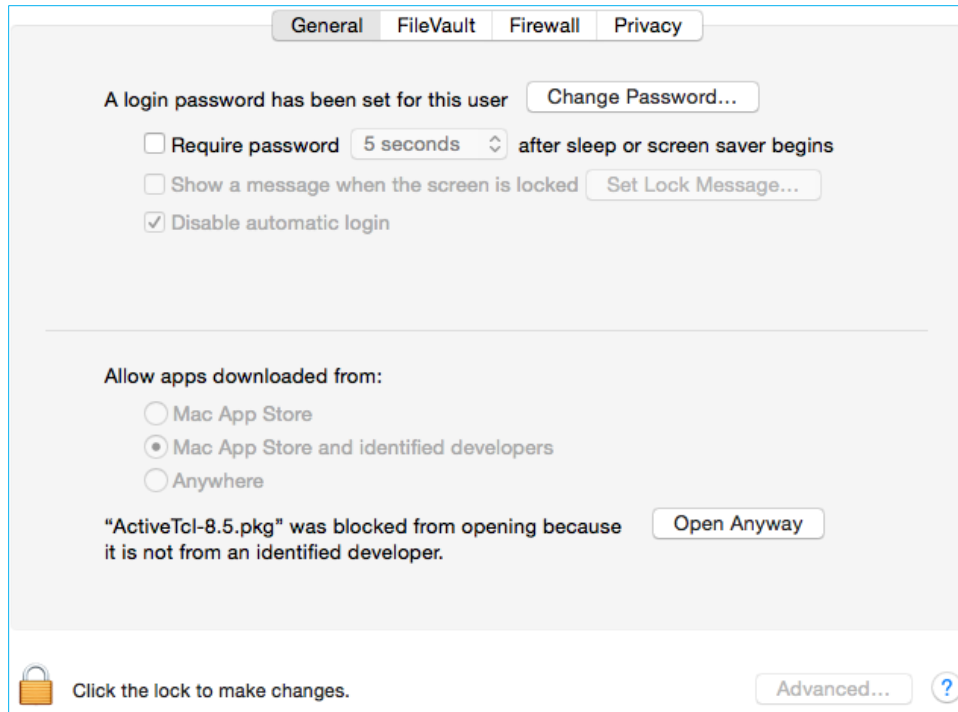 General FileVault Firewall Privacy
A login password has been set for this user Change Password...
Require password 5 seconds after sleep or screen saver begins
Show a message when the screen is locked Set Lock Message...
Disable automatic login
Allow apps downloaded from:
Mac App Store
Mac App Store and identified developers
Anywhere
“ActiveTcl-8.5.pkg” was blocked from opening because Open Anyway
it is not from an identified developer.
Click the lock to make changes. Advanced... ?